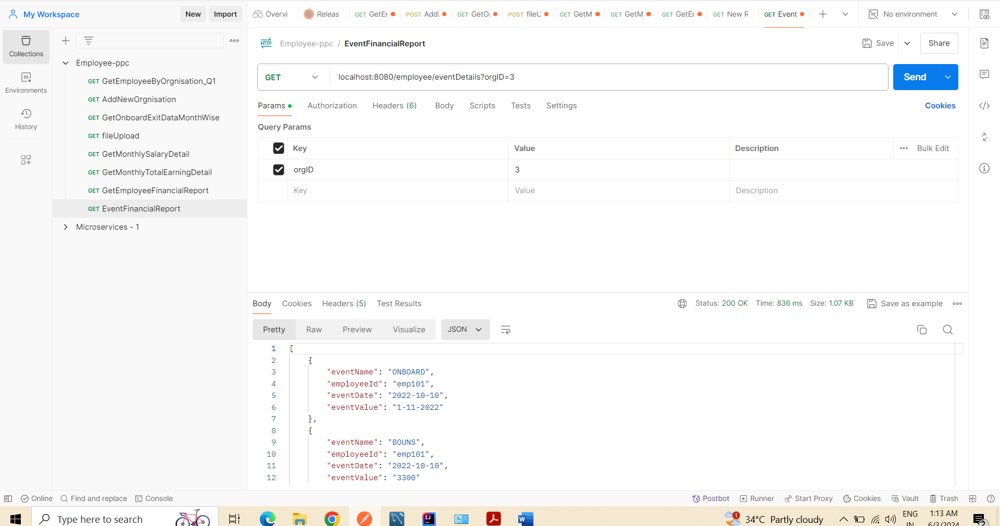 My Workspace New Import Overvi Releas GET GetEr POST Add GET GetO POST fileU GET GetM GET GetM GET GetEr GET New R GET Event No environment
Collections
Environments
History
Employee-ppc
GET GetEmployeeByOrgnisation_Q1
GET AddNewOrgnisation
GET GetOnboardExitDataMonthWise
GET fileUpload
GET GetMonthlySalaryDetail
GET GetMonthlyTotalEarningDetail
GET GetEmployeeFinancialReport
GET EventFinancialReport
Microservices - 1
HTTP Employee-ppc / EventFinancialReport Save Share
GET localhost:8080/employee/eventDetails?orgID=3 Send
Params Authorization Headers (6) Body Scripts Tests Settings Cookies
Query Params
Key Value Description Bulk Edit
orgID 3
Key Value Description
Body Cookies Headers (5) Test Results Status: 200 OK Time: 836 ms Size: 1.07 KB Save as example
Pretty Raw Preview Visualize JSON
1 [
2 {
3 "eventName": "ONBOARD",
4 "employeeId": "emp101",
5 "eventDate": "2022-10-10",
6 "eventValue": "1-11-2022"
7 },
8 {
9 "eventName": "BOUNS",
10 "employeeId": "emp101",
11 "eventDate": "2022-10-10",
12 "eventValue": "3300"
Online Find and replace Console Postbot Runner Start Proxy Cookies Vault Trash
Type here to search 34°C Partly cloudy ENG 1:13 AM
IN 6/3/2024